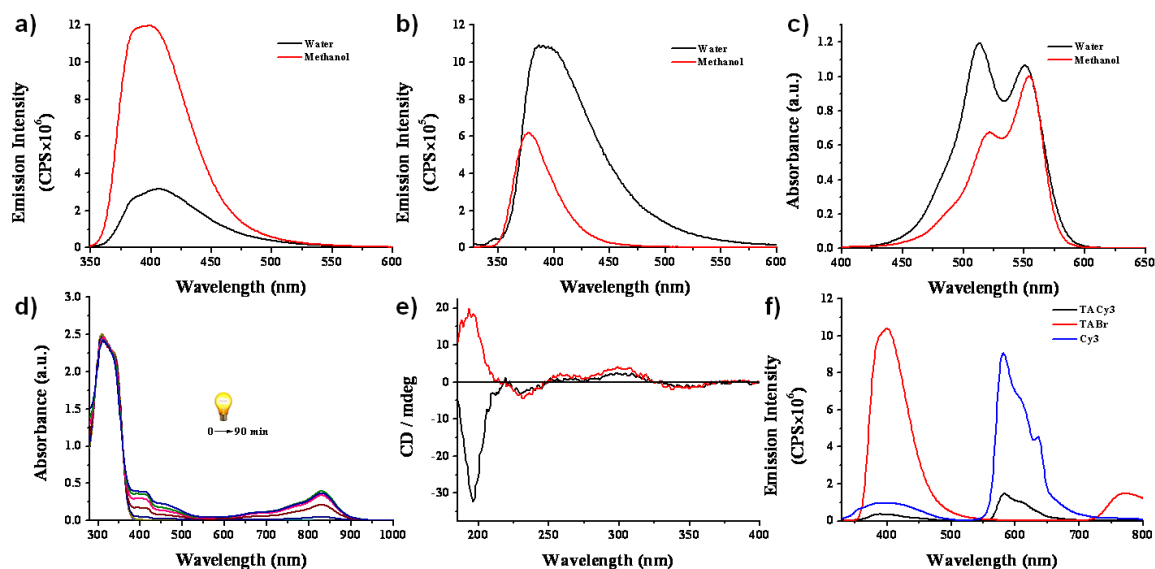 a)
Emission Intensity
(CPS×10⁶)
12
10
8
6
4
2
0
350 400 450 500 550 600
Wavelength (nm)
Water
Methanol
b)
Emission Intensity
(CPS×10⁵)
12
10
8
6
4
2
0
350 400 450 500 550 600
Wavelength (nm)
Water
Methanol
c)
Absorbance (a.u.)
1.2
1.0
0.8
0.6
0.4
0.2
0.0
400 500 550 600 650
Wavelength (nm)
Water
Methanol
d)
Absorbance (a.u.)
3.0
2.5
2.0
1.5
1.0
0.5
0.0
300 400 500 600 700 800 900 1000
Wavelength (nm)
0→90 min
e)
CD / mdeg
20
10
0
-10
-20
-30
200 250 300 350 400
Wavelength (nm)
f)
Emission Intensity
(CPS×10⁶)
12
10
8
6
4
2
0
400 500 600 700 800
Wavelength (nm)
TACy3
TABr
Cy3